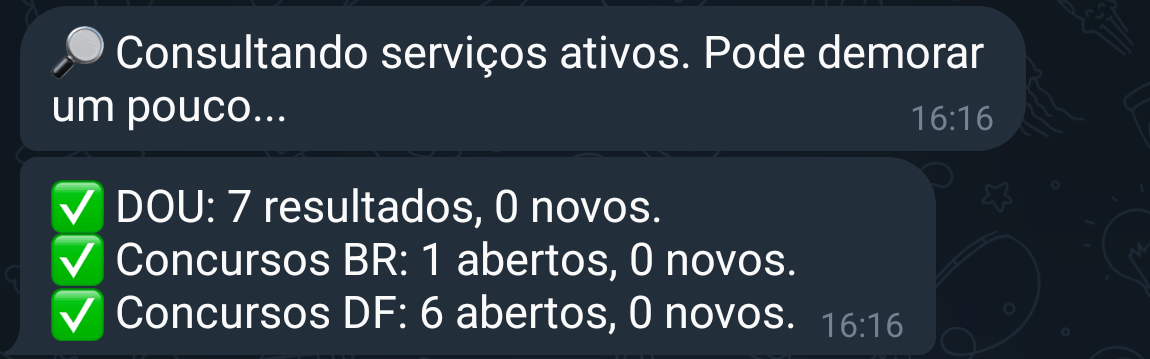 🔎 Consultando serviços ativos. Pode demorar
um pouco...
16:16
✅ DOU: 7 resultados, 0 novos.
✅ Concursos BR: 1 abertos, 0 novos.
✅ Concursos DF: 6 abertos, 0 novos.
16:16